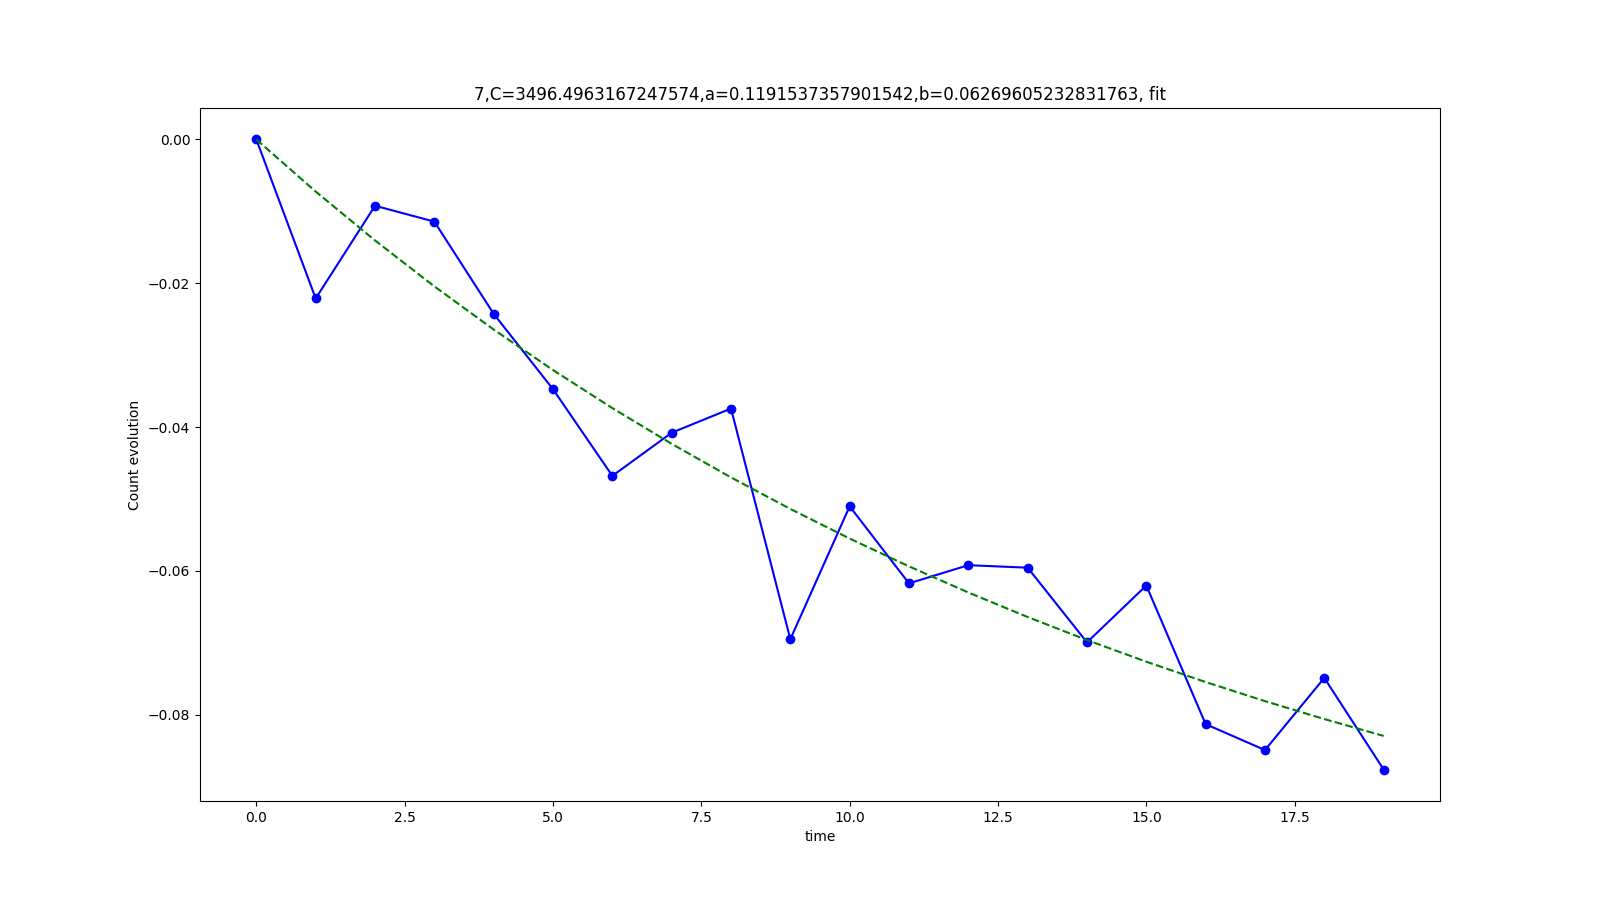 7,C=3496.4963167247574,a=0.1191537357901542,b=0.06269605232831763, fit
0.00
−0.02
−0.04
−0.06
−0.08
Count evolution
0.0 2.5 5.0 7.5 10.0 12.5 15.0 17.5
time